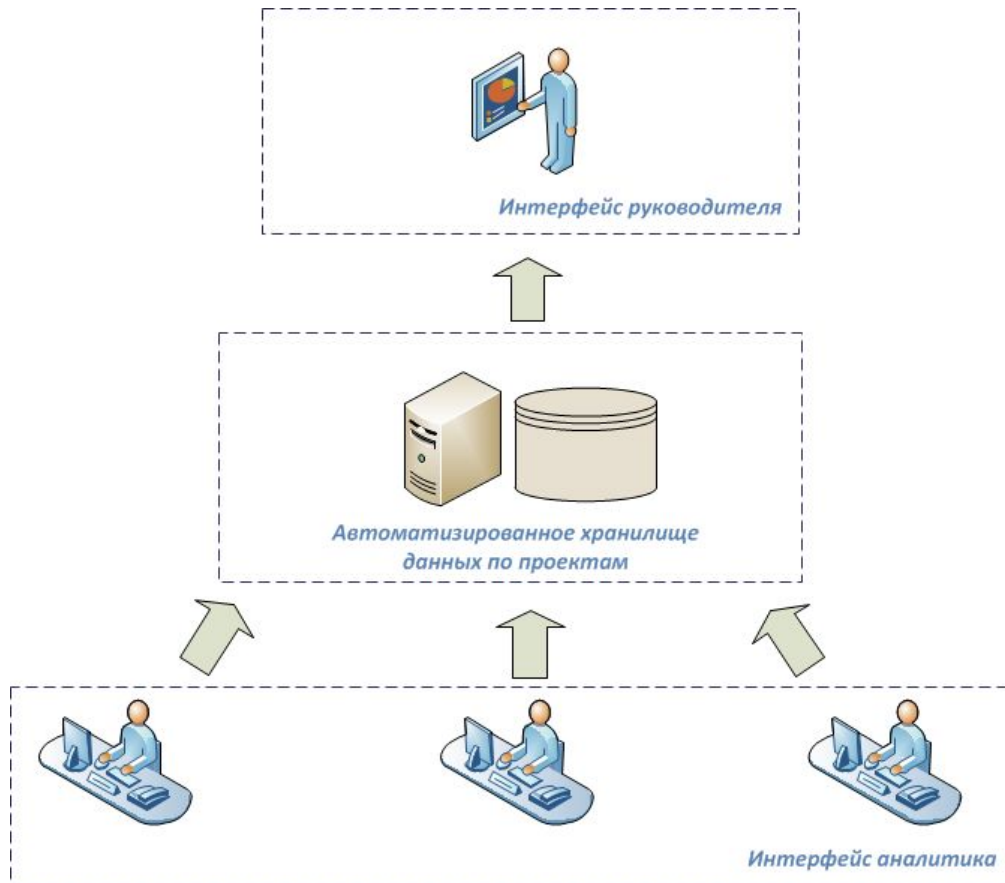 Интерфейс руководителя
Автоматизированное хранилище
данных по проектам
Интерфейс аналитика